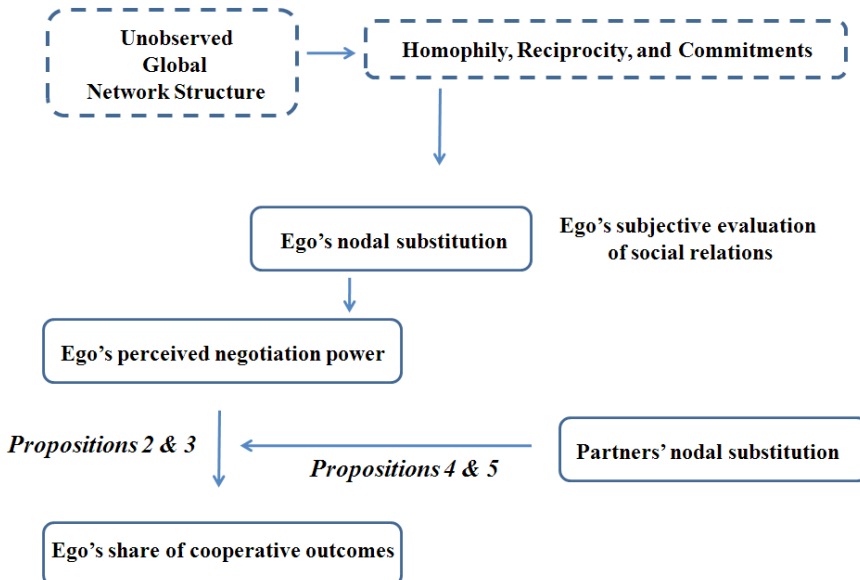 Unobserved
Global
Network Structure
Homophily, Reciprocity, and Commitments
Ego’s nodal substitution
Ego’s subjective evaluation
of social relations
Ego’s perceived negotiation power
Propositions 2 & 3
Propositions 4 & 5
Partners’ nodal substitution
Ego’s share of cooperative outcomes